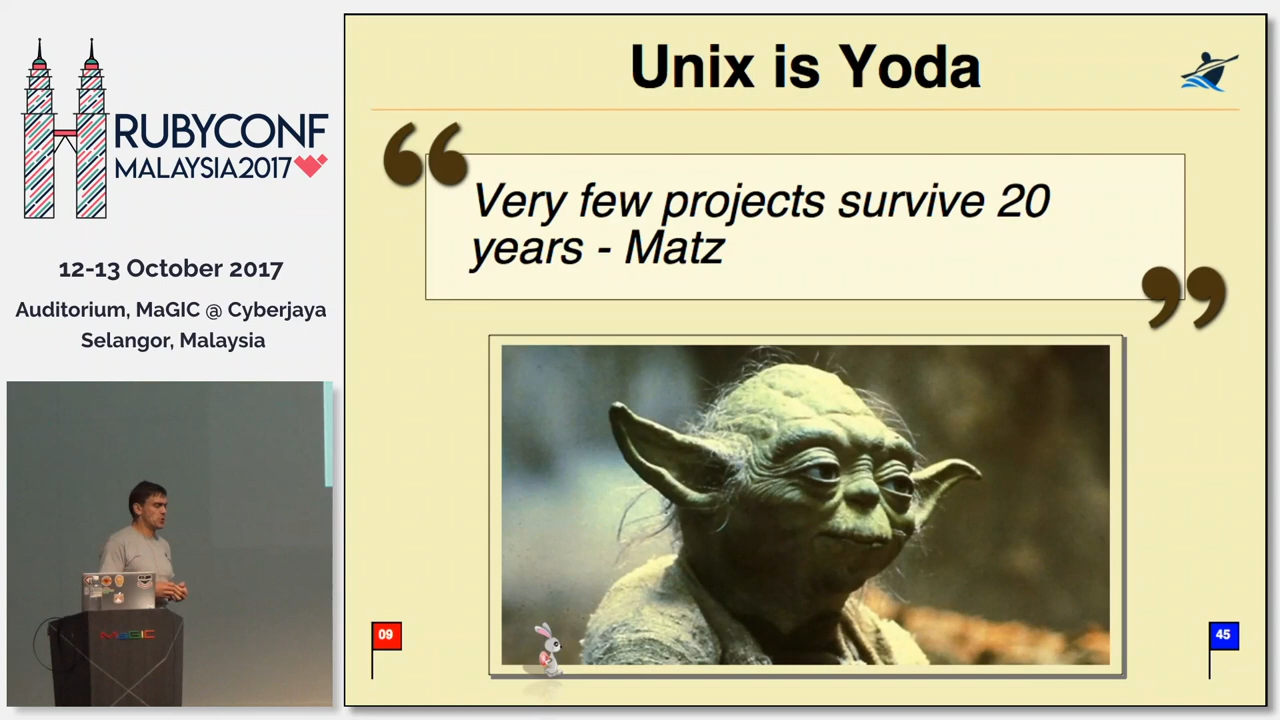 RUBYCONF
MALAYSIA2017
12-13 October 2017
Auditorium, MaGIC @ Cyberjaya
Selangor, Malaysia
MaGIC
Unix is Yoda
“
Very few projects survive 20
years - Matz
”
09
45